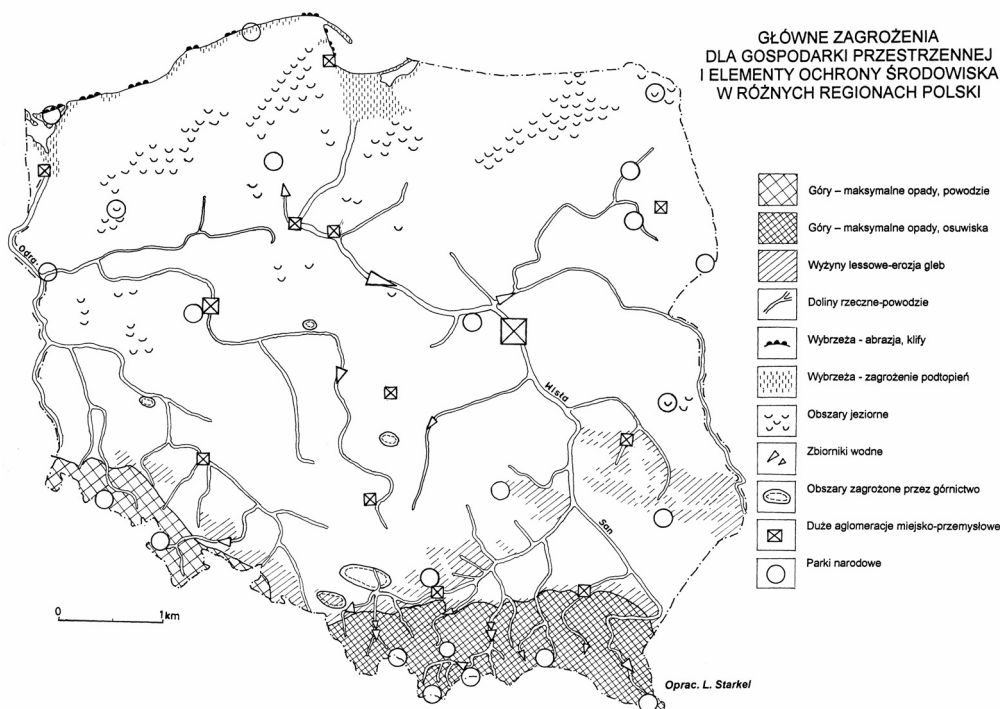 GŁÓWNE ZAGROŻENIA
DLA GOSPODARKI PRZESTRZENNEJ
I ELEMENTY OCHRONY ŚRODOWISKA
W RÓŻNYCH REGIONACH POLSKI
Góry – maksymalne opady, powodzie
Góry – maksymalne opady, osuwiska
Wyżyny lessowe-erozja gleb
Doliny rzeczne-powodzie
Wybrzeża - abrazja, klify
Wybrzeża - zagrożenie podtopień
Obszary jeziorne
Zbiorniki wodne
Obszary zagrożone przez górnictwo
Duże aglomeracje miejsko-przemysłowe
Parki narodowe
Odra
Wisła
San
0 1 km
Oprac. L. Starkel